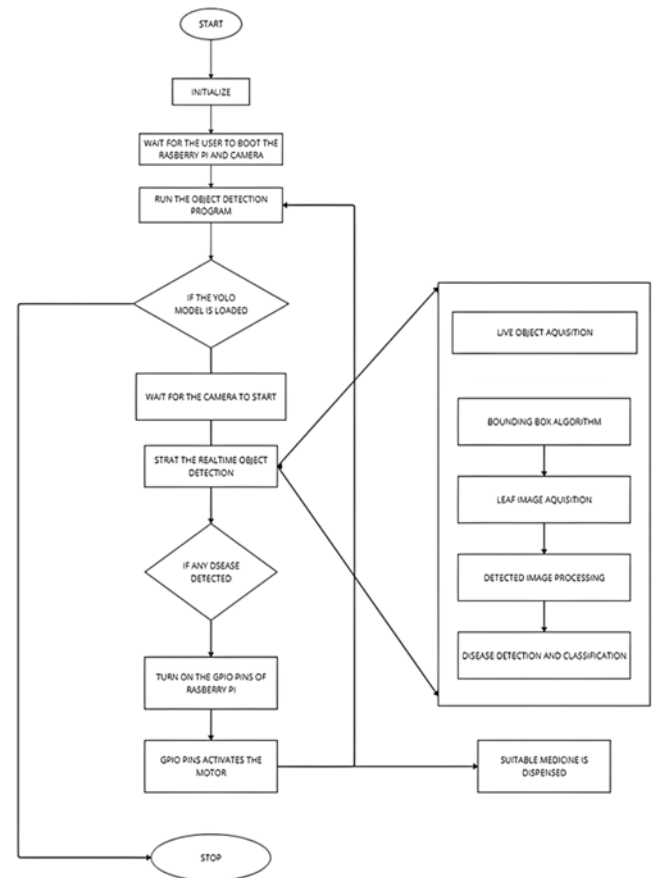 START
INITIALIZE
WAIT FOR THE USER TO BOOT THE
RASBERRY PI AND CAMERA
RUN THE OBJECT DETECTION
PROGRAM
IF THE YOLO
MODEL IS LOADED
WAIT FOR THE CAMERA TO START
STRAT THE REALTIME OBJECT
DETECTION
IF ANY DSEASE
DETECTED
TURN ON THE GPIO PINS OF
RASBERRY PI
GPIO PINS ACTIVATES THE
MOTOR
STOP
LIVE OBJECT AQUISITION
BOUNDING BOX ALGORITHM
LEAF IMAGE AQUISITION
DETECTED IMAGE PROCESSING
DISEASE DETECTION AND CLASSIFICATION
SUITABLE MEDICINE IS
DISPENSED